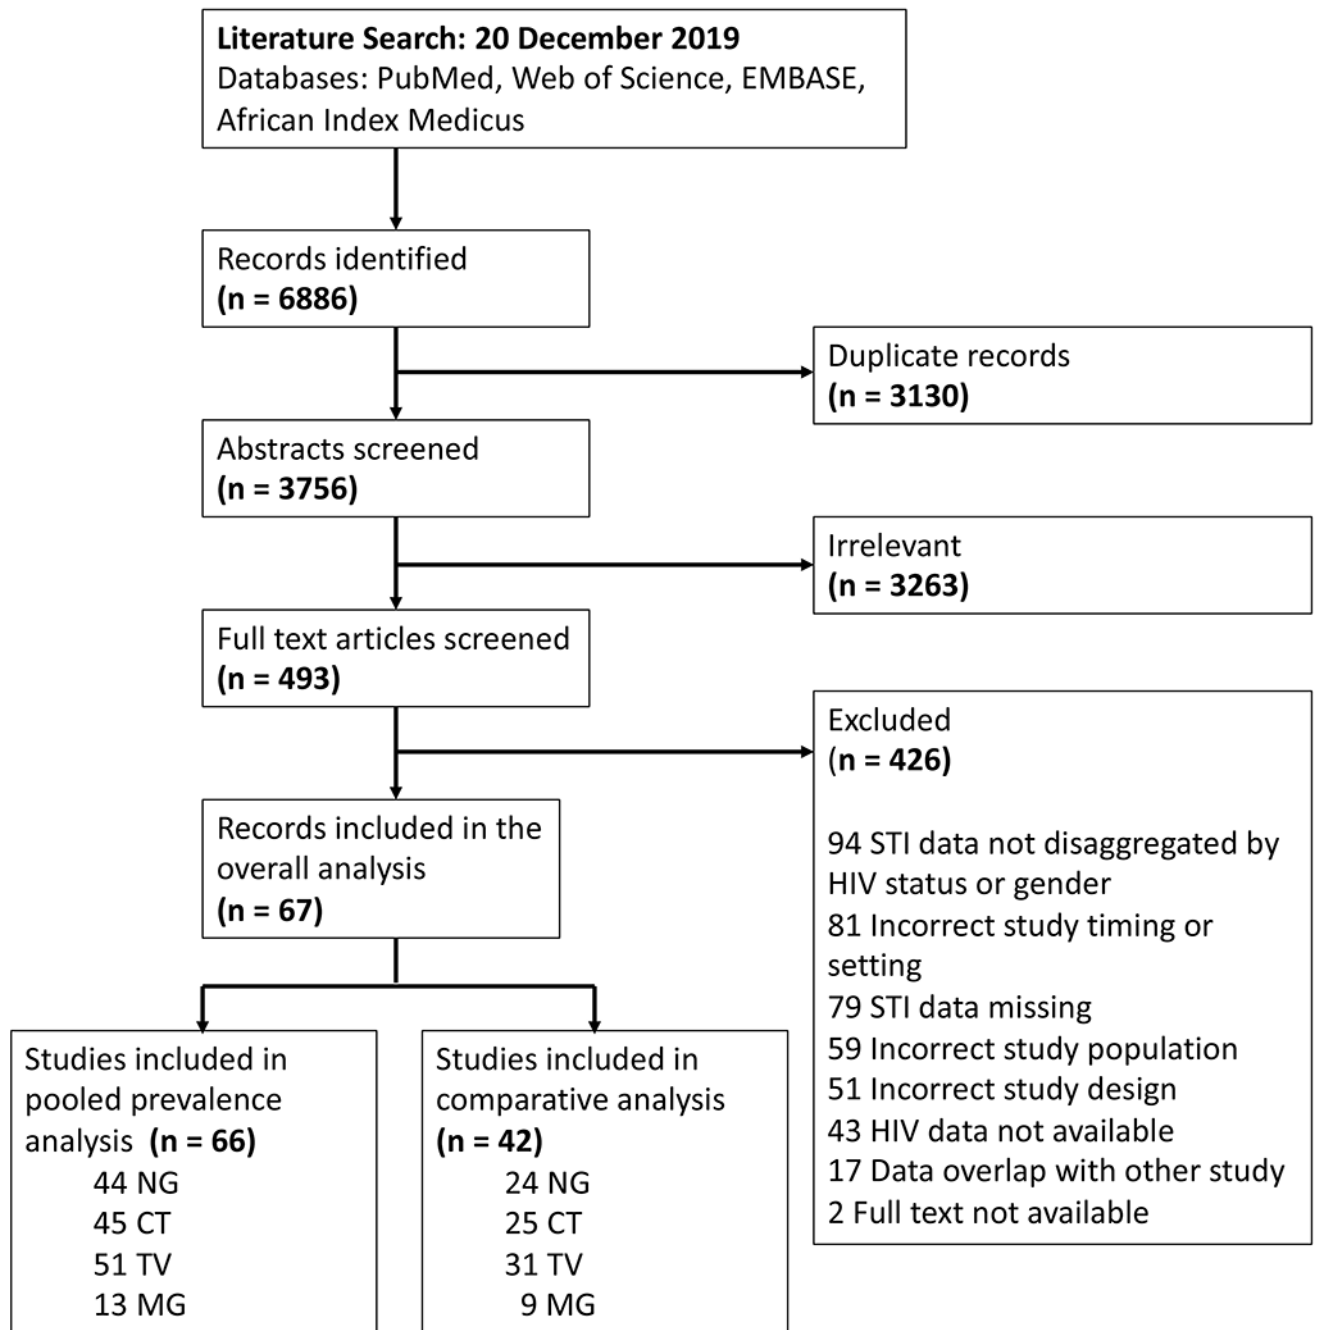 Literature Search: 20 December 2019
Databases: PubMed, Web of Science, EMBASE,
African Index Medicus
Records identified
(n = 6886)
Duplicate records
(n = 3130)
Abstracts screened
(n = 3756)
Irrelevant
(n = 3263)
Full text articles screened
(n = 493)
Excluded
(n = 426)
94 STI data not disaggregated by
HIV status or gender
81 Incorrect study timing or
setting
79 STI data missing
59 Incorrect study population
51 Incorrect study design
43 HIV data not available
17 Data overlap with other study
2 Full text not available
Records included in the
overall analysis
(n = 67)
Studies included in
pooled prevalence
analysis (n = 66)
44 NG
45 CT
51 TV
13 MG
Studies included in
comparative analysis
(n = 42)
24 NG
25 CT
31 TV
9 MG